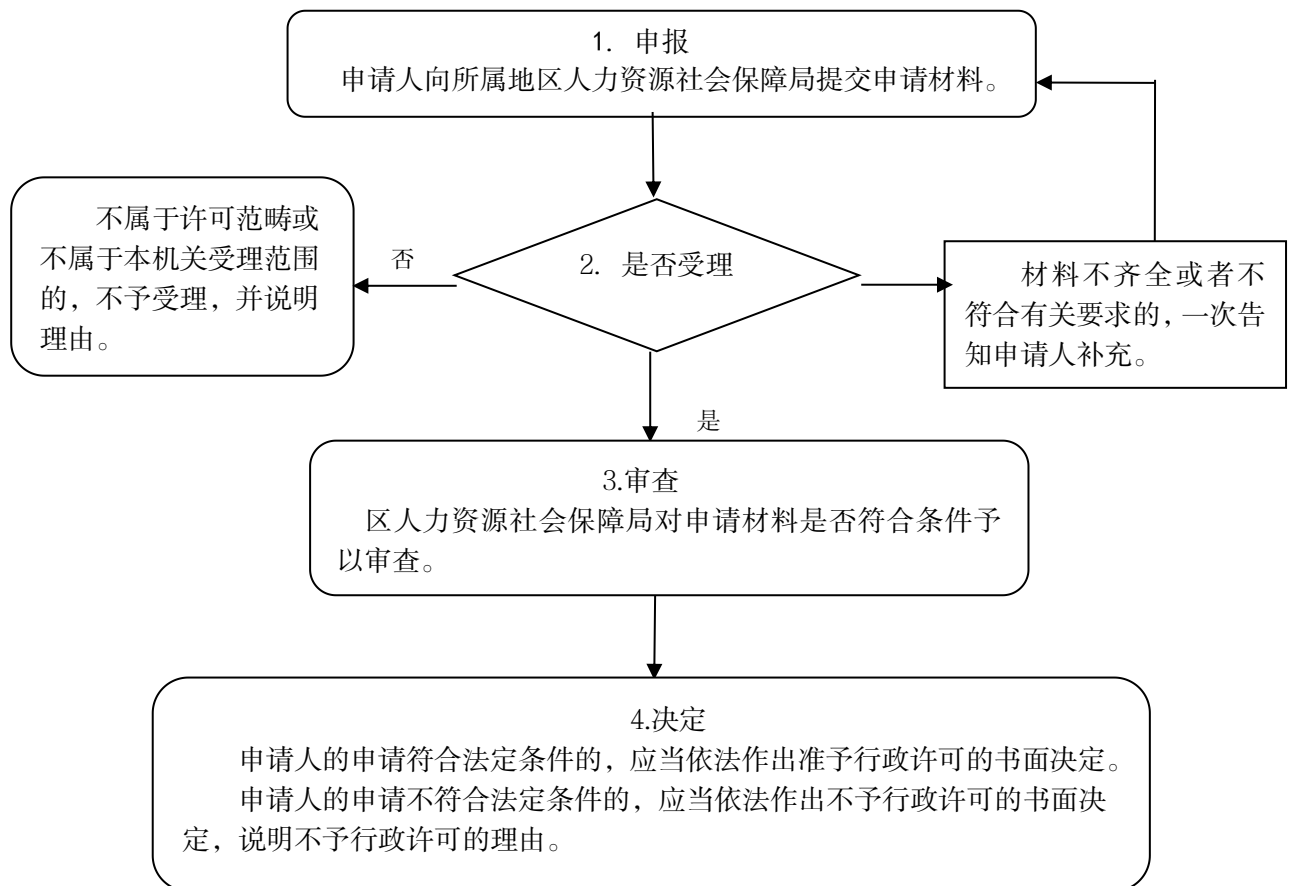 1. 申报
申请人向所属地区人力资源社会保障局提交申请材料。
不属于许可范畴或
不属于本机关受理范围
的，不予受理，并说明
理由。
否
2. 是否受理
材料不齐全或者不
符合有关要求的，一次告
知申请人补充。
是
3.审查
区人力资源社会保障局对申请材料是否符合条件予
以审查。
4.决定
申请人的申请符合法定条件的，应当依法作出准予行政许可的书面决定。
申请人的申请不符合法定条件的，应当依法作出不予行政许可的书面决
定，说明不予行政许可的理由。